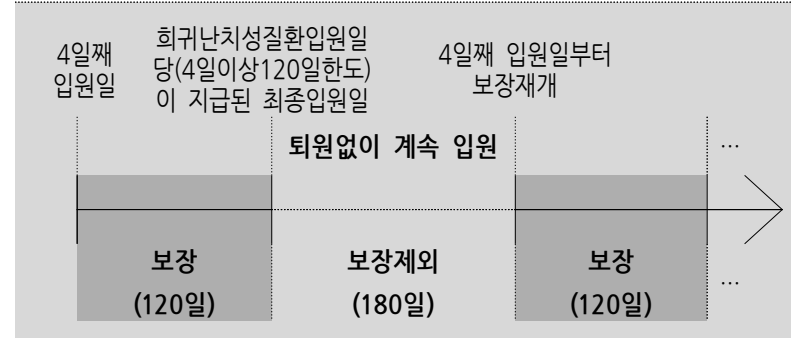 4일째
입원일
희귀난치성질환입원일
당(4일이상120일한도)
이 지급된 최종입원일
4일째 입원일부터
보장재개
퇴원없이 계속 입원
…
보장
(120일)
보장제외
(180일)
보장
(120일)
…